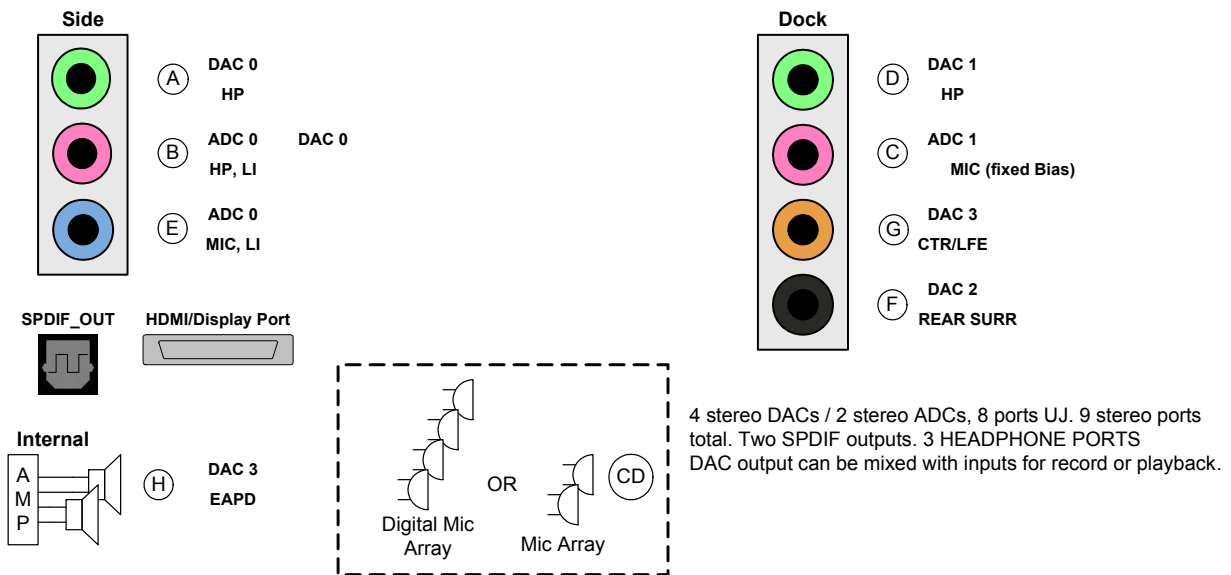 Side
A
DAC 0
HP
B
ADC 0 DAC 0
HP, LI
E
ADC 0
MIC, LI
Dock
D
DAC 1
HP
C
ADC 1
MIC (fixed Bias)
G
DAC 3
CTR/LFE
F
DAC 2
REAR SURR
SPDIF_OUT
HDMI/Display Port
Internal
A
M
P
H
DAC 3
EAPD
Digital Mic
Array
OR
CD
Mic Array
4 stereo DACs / 2 stereo ADCs, 8 ports UJ. 9 stereo ports
total. Two SPDIF outputs. 3 HEADPHONE PORTS
DAC output can be mixed with inputs for record or playback.